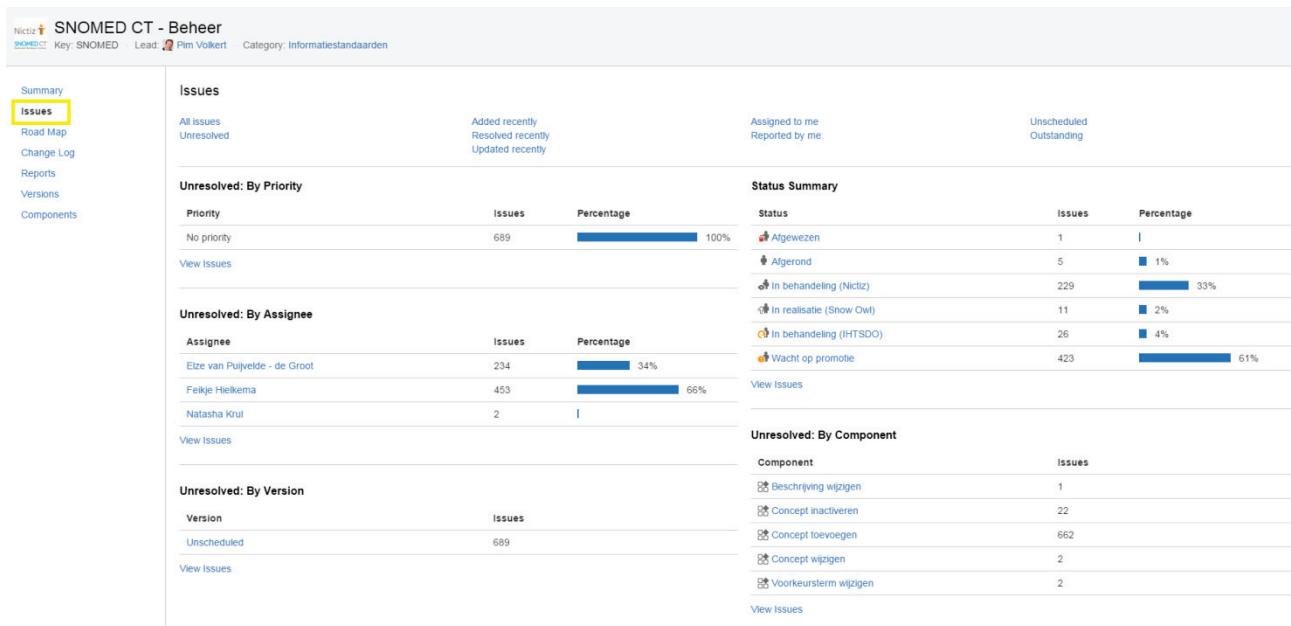 Nictiz SNOMED CT - Beheer
SNOMED CT Key: SNOMED Lead: Pim Volkert Category: Informatiestandaarden
Summary
Issues
Road Map
Change Log
Reports
Versions
Components
Issues
All issues Added recently Assigned to me Unscheduled
Unresolved Resolved recently Reported by me Outstanding
Updated recently
Unresolved: By Priority
Priority Issues Percentage
No priority 689 100%
View Issues
Unresolved: By Assignee
Assignee Issues Percentage
Elze van Puijvelde - de Groot 234 34%
Feikje Hielkema 453 66%
Natasha Krul 2
View Issues
Unresolved: By Version
Version Issues
Unscheduled 689
View Issues
Status Summary
Status Issues Percentage
Afgewezen 1
Afgerond 5 1%
In behandeling (Nictiz) 229 33%
In realisatie (Snow Owl) 11 2%
In behandeling (IHTSDO) 26 4%
Wacht op promotie 423 61%
View Issues
Unresolved: By Component
Component Issues
Beschrijving wijzigen 1
Concept inactiveren 22
Concept toevoegen 662
Concept wijzigen 2
Voorkeursterm wijzigen 2
View Issues